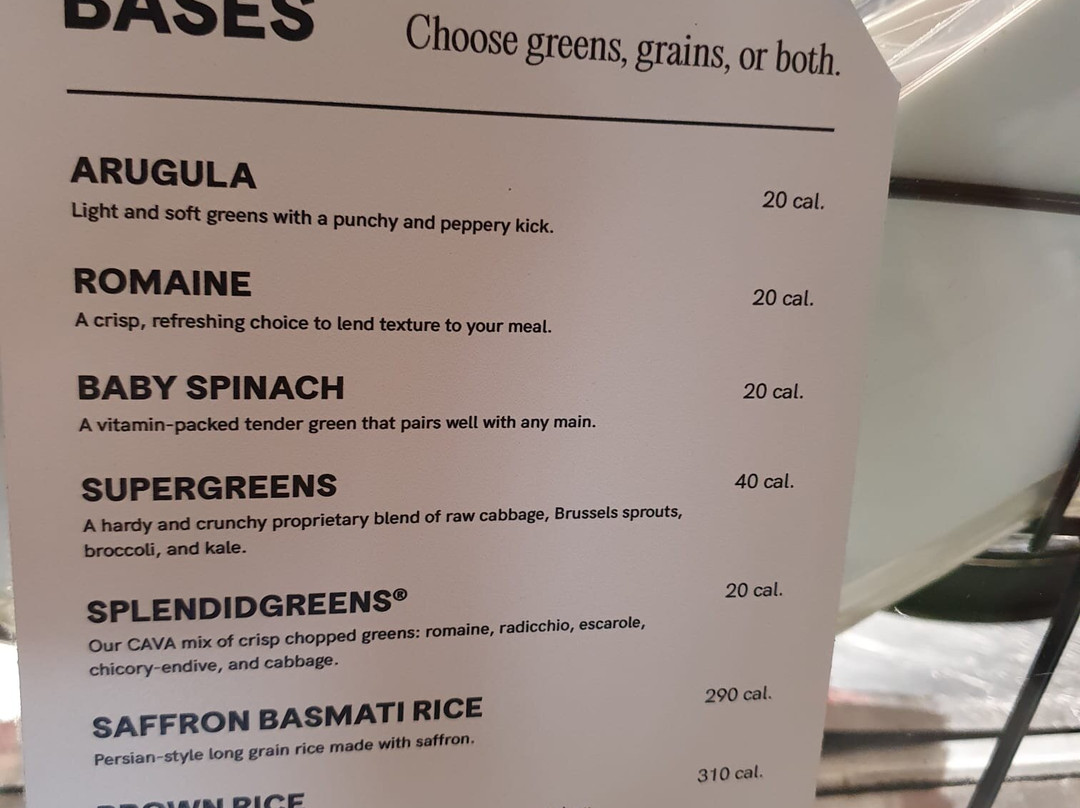 BASES
Choose greens, grains, or both.
ARUGULA
20 cal.
Light and soft greens with a punchy and peppery kick.
ROMAINE
20 cal.
A crisp, refreshing choice to lend texture to your meal.
BABY SPINACH
20 cal.
A vitamin-packed tender green that pairs well with any main.
SUPERGREENS
40 cal.
A hardy and crunchy proprietary blend of raw cabbage, Brussels sprouts,
broccoli, and kale.
SPLENDIDGREENS®
20 cal.
Our CAVA mix of crisp chopped greens: romaine, radicchio, escarole,
chicory-endive, and cabbage.
SAFFRON BASMATI RICE
290 cal.
Persian-style long grain rice made with saffron.
BROWN RICE
310 cal.